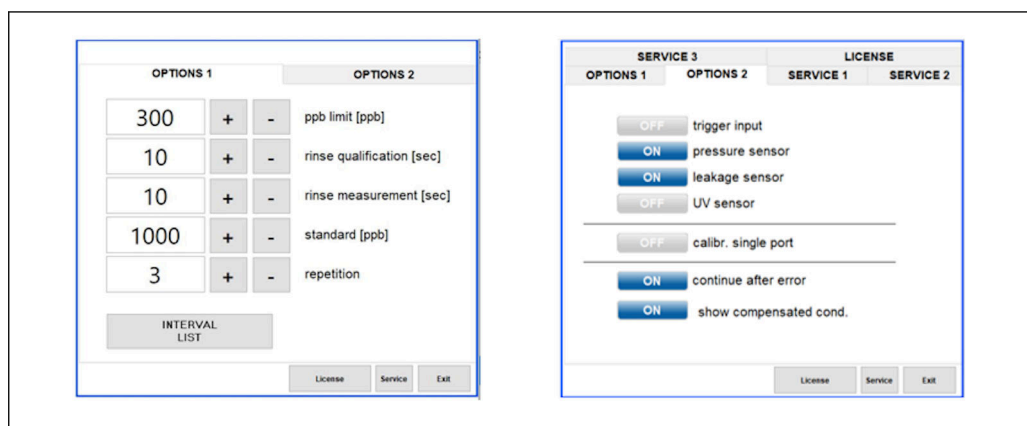 OPTIONS 1 OPTIONS 2
300 + - ppb limit [ppb]
10 + - rinse qualification [sec]
10 + - rinse measurement [sec]
1000 + - standard [ppb]
3 + - repetition
INTERVAL
LIST
License Service Exit
SERVICE 3 LICENSE
OPTIONS 1 OPTIONS 2 SERVICE 1 SERVICE 2
OFF trigger input
ON pressure sensor
ON leakage sensor
OFF UV sensor
OFF calibr. single port
ON continue after error
ON show compensated cond.
License Service Exit